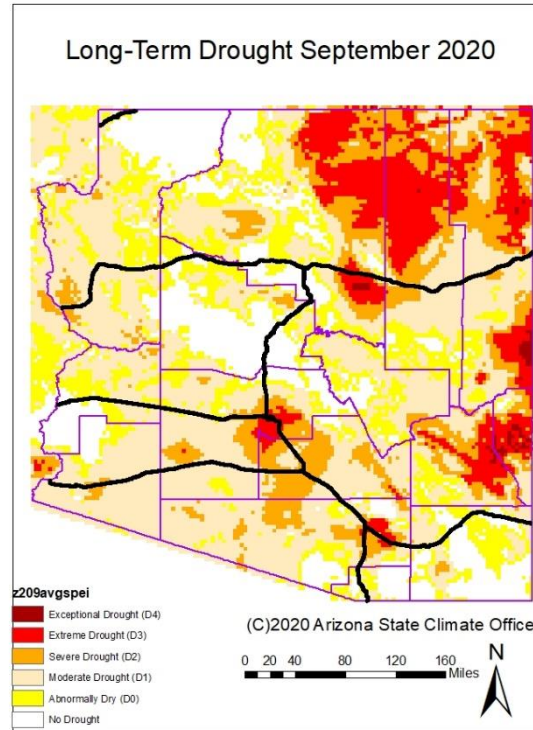 Long-Term Drought September 2020
z209avgspei
Exceptional Drought (D4)
Extreme Drought (D3)
Severe Drought (D2)
Moderate Drought (D1)
Abnormally Dry (D0)
No Drought
(C)2020 Arizona State Climate Office
N
0 20 40 80 120 160
Miles